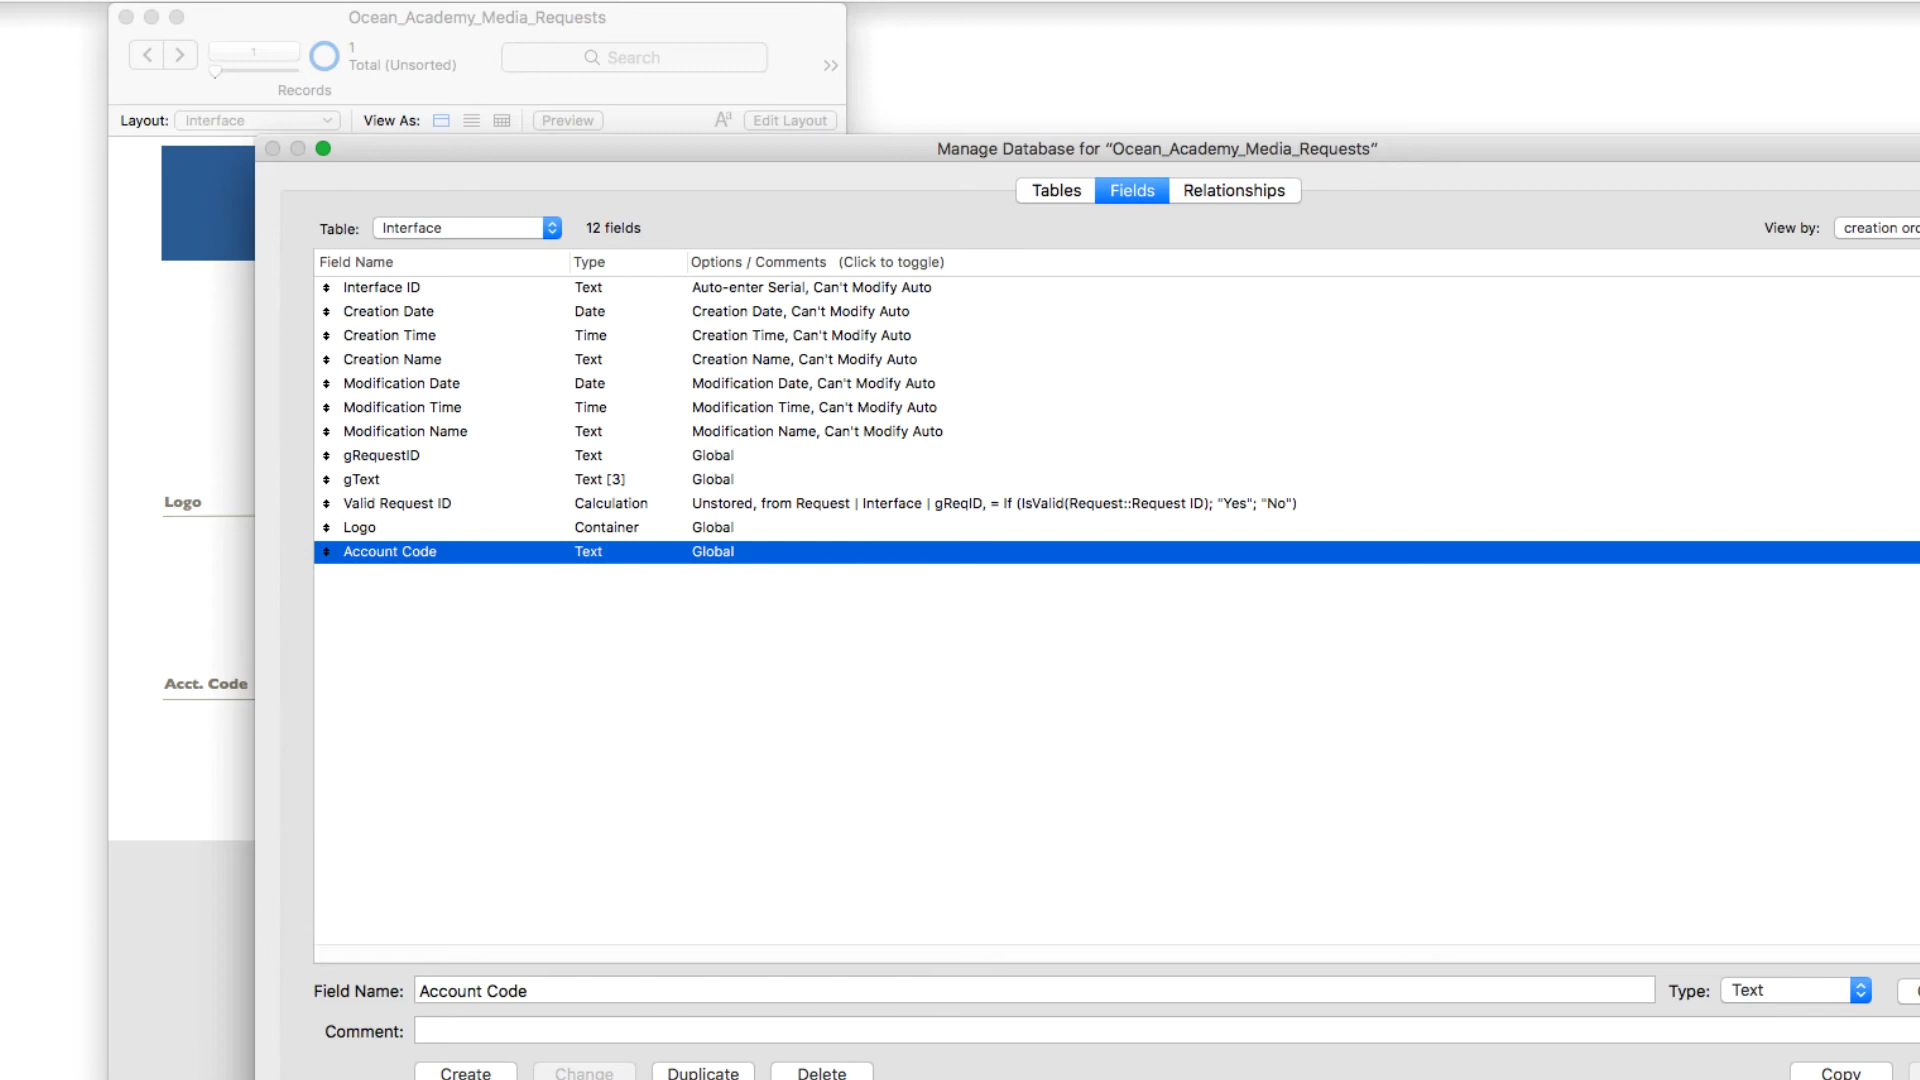 Ocean_Academy_Media_Requests
1
1
Total (Unsorted)
Search
Records
Layout: Interface View As: Preview Aa Edit Layout
Manage Database for “Ocean_Academy_Media_Requests”
Tables Fields Relationships
Table: Interface 12 fields View by: creation ord
Field Name Type Options / Comments (Click to toggle)
Interface ID Text Auto-enter Serial, Can't Modify Auto
Creation Date Date Creation Date, Can't Modify Auto
Creation Time Time Creation Time, Can't Modify Auto
Creation Name Text Creation Name, Can't Modify Auto
Modification Date Date Modification Date, Can't Modify Auto
Modification Time Time Modification Time, Can't Modify Auto
Modification Name Text Modification Name, Can't Modify Auto
gRequestID Text Global
gText Text [3] Global
Valid Request ID Calculation Unstored, from Request | Interface | gReqID, = If (IsValid(Request::Request ID); "Yes"; "No")
Logo Container Global
Account Code Text Global
Logo
Acct. Code
Field Name: Account Code Type: Text
Comment:
Create Change Duplicate Delete Copy